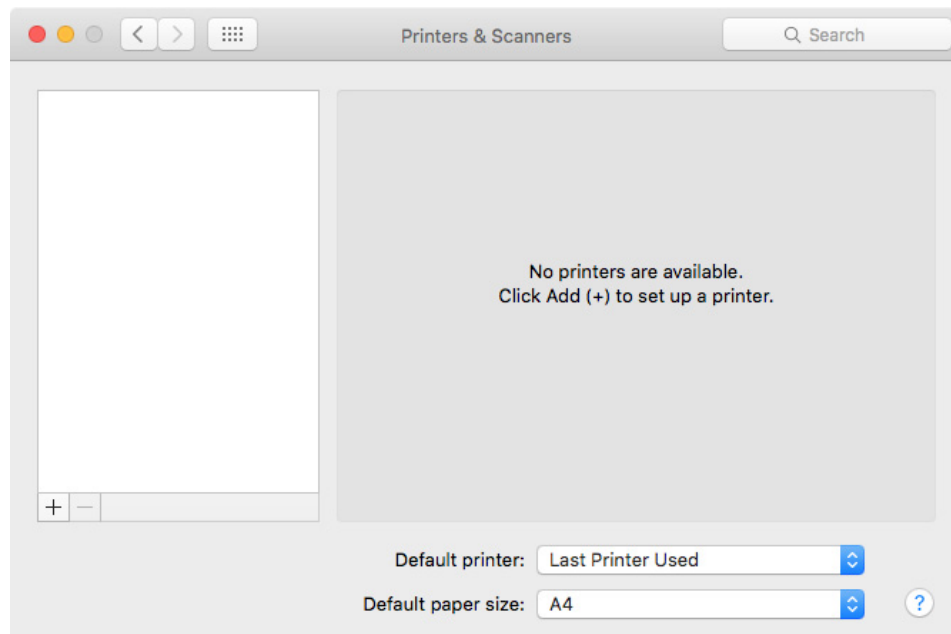 Printers & Scanners
Search
No printers are available.
Click Add (+) to set up a printer.
Default printer: Last Printer Used
Default paper size: A4
?